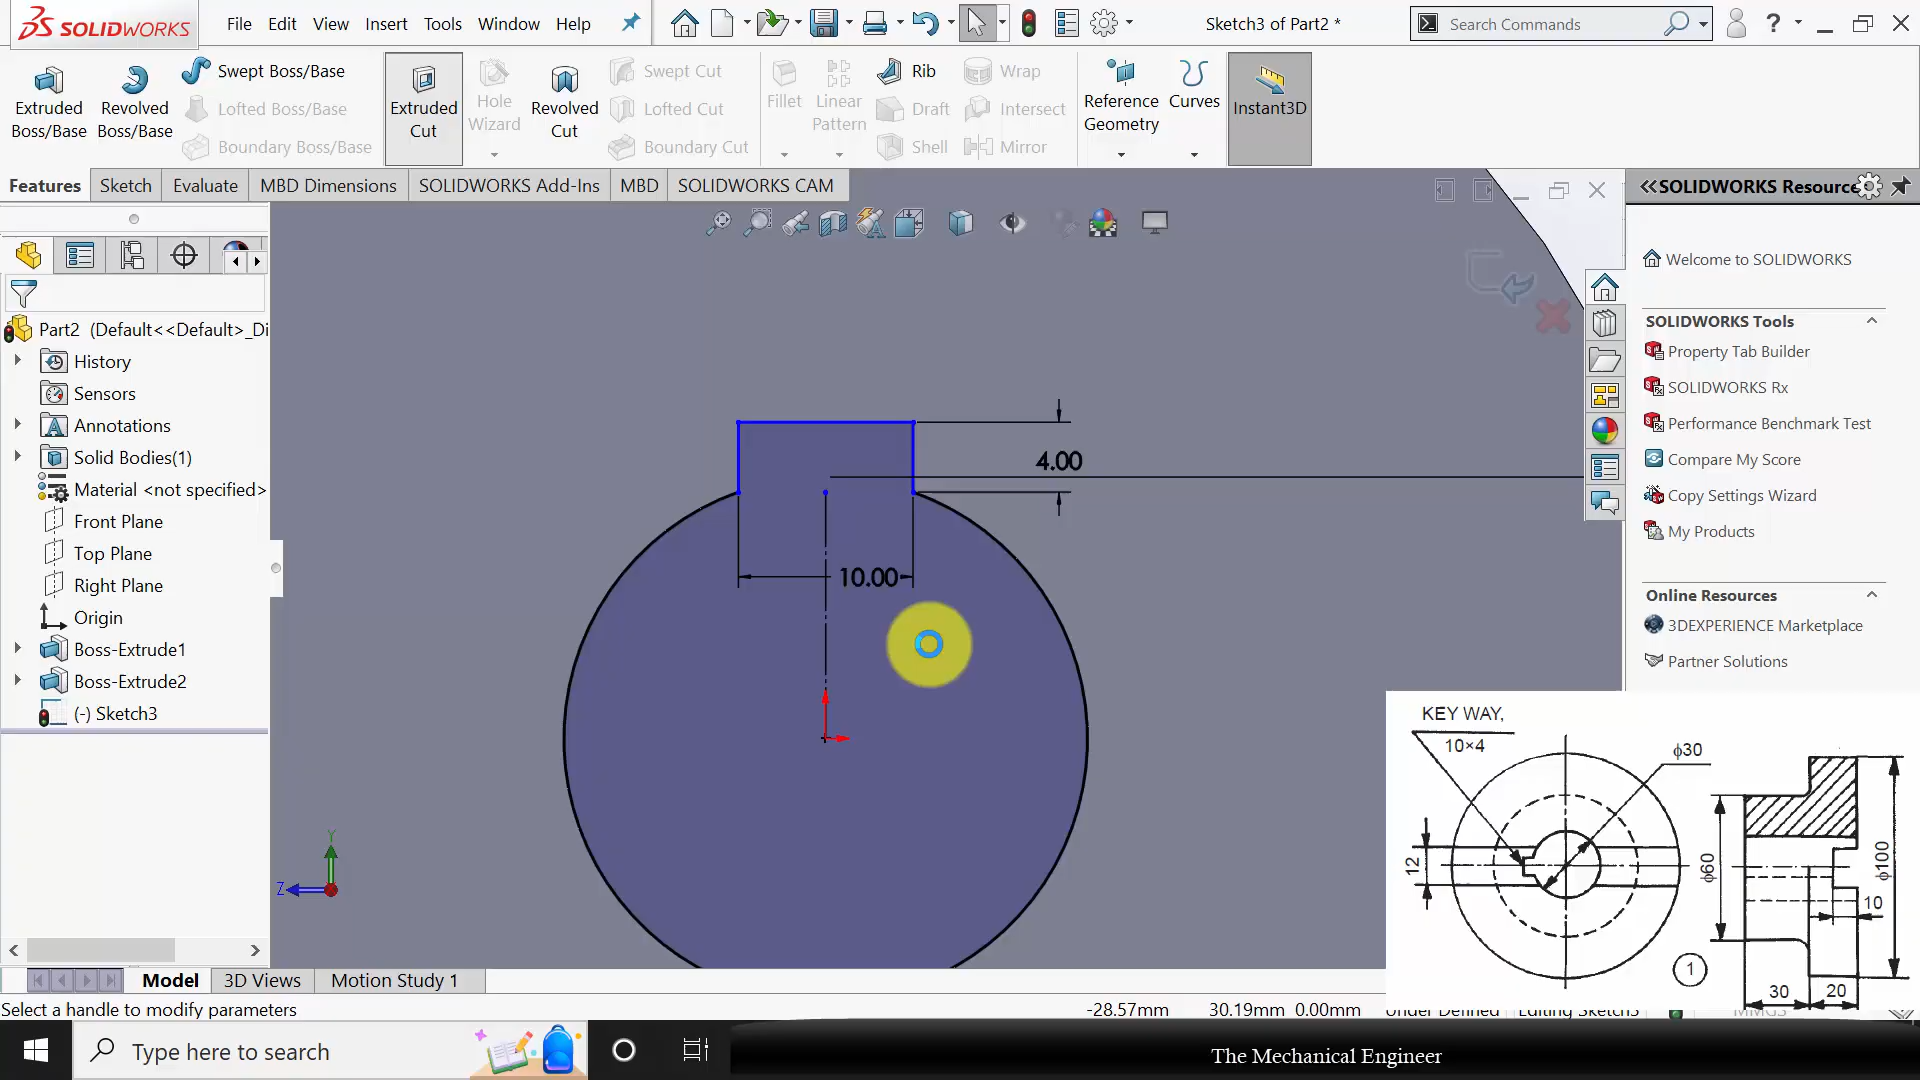 SOLIDWORKS
File Edit View Insert Tools Window Help
Sketch3 of Part2 *
Search Commands
Extruded Boss/Base
Revolved Boss/Base
Swept Boss/Base
Lofted Boss/Base
Boundary Boss/Base
Extruded Cut
Hole Wizard
Revolved Cut
Swept Cut
Lofted Cut
Boundary Cut
Fillet
Linear Pattern
Rib
Draft
Shell
Wrap
Intersect
Mirror
Reference Geometry
Curves
Instant3D
Features Sketch Evaluate MBD Dimensions SOLIDWORKS Add-Ins MBD SOLIDWORKS CAM
Part2 (Default<<Default>_Di
History
Sensors
Annotations
Solid Bodies(1)
Material <not specified>
Front Plane
Top Plane
Right Plane
Origin
Boss-Extrude1
Boss-Extrude2
(-) Sketch3
4.00
10.00
Y
Z
SOLIDWORKS Resource
Welcome to SOLIDWORKS
SOLIDWORKS Tools
Property Tab Builder
SOLIDWORKS Rx
Performance Benchmark Test
Compare My Score
Copy Settings Wizard
My Products
Online Resources
3DEXPERIENCE Marketplace
Partner Solutions
KEY WAY,
10×4
ϕ30
12
ϕ60
ϕ100
10
1
30
20
Model 3D Views Motion Study 1
Select a handle to modify parameters
-28.57mm 30.19mm 0.00mm Under Defined Editing Sketch3
MMGS
Type here to search
The Mechanical Engineer